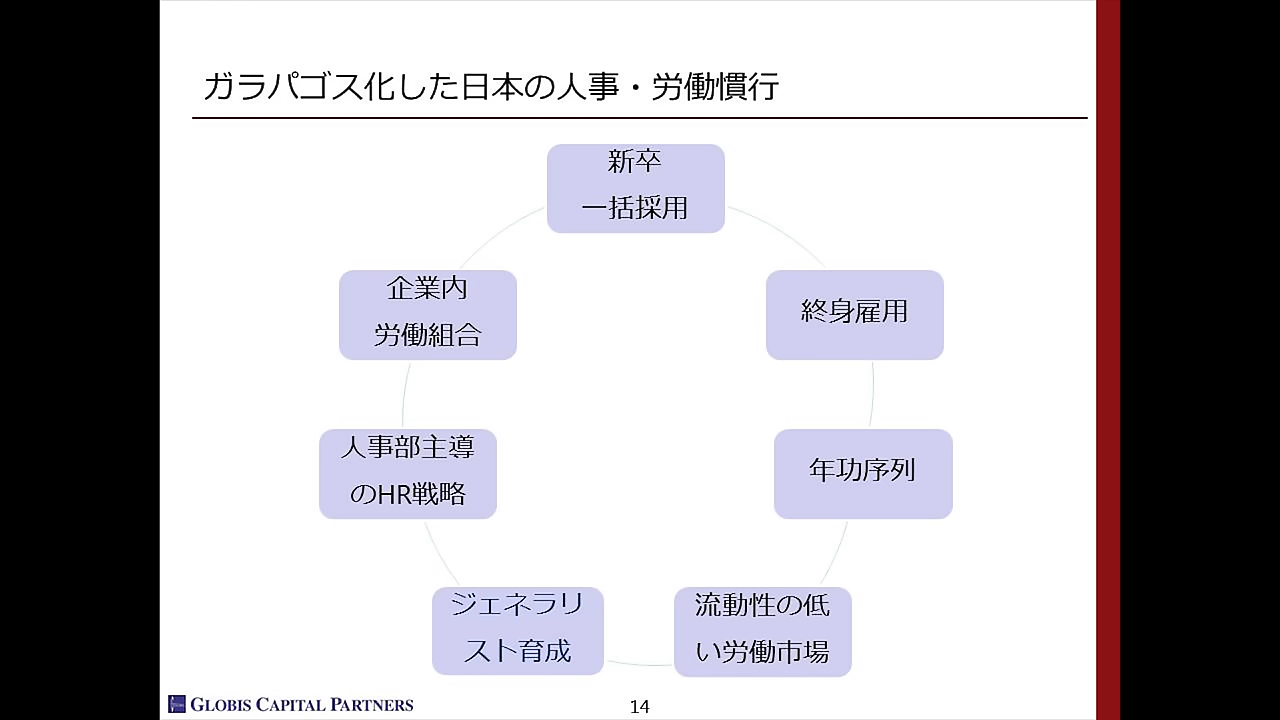 ガラパゴス化した日本の人事・労働慣行
新卒
一括採用
終身雇用
年功序列
流動性の低
い労働市場
ジェネラリ
スト育成
人事部主導
のHR戦略
企業内
労働組合
GLOBIS CAPITAL PARTNERS
14